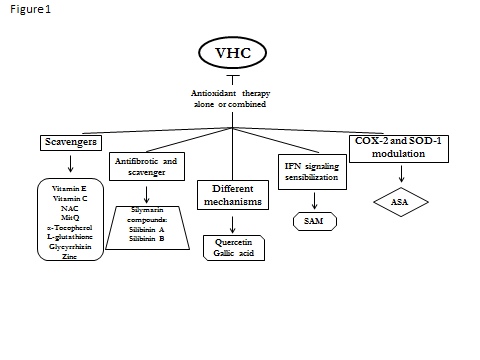 Figure1
VHC
Antioxidant therapy
alone or combined
Scavengers
Vitamin E
Vitamin C
NAC
MitQ
α-Tocopherol
L-glutathione
Glycyrrhizin
Zinc
Antifibrotic and
scavenger
Silymarin
compounds:
Silibinin A
Silibinin B
Different
mechanisms
Quercetin
Gallic acid
IFN signaling
sensibilization
SAM
COX-2 and SOD-1
modulation
ASA